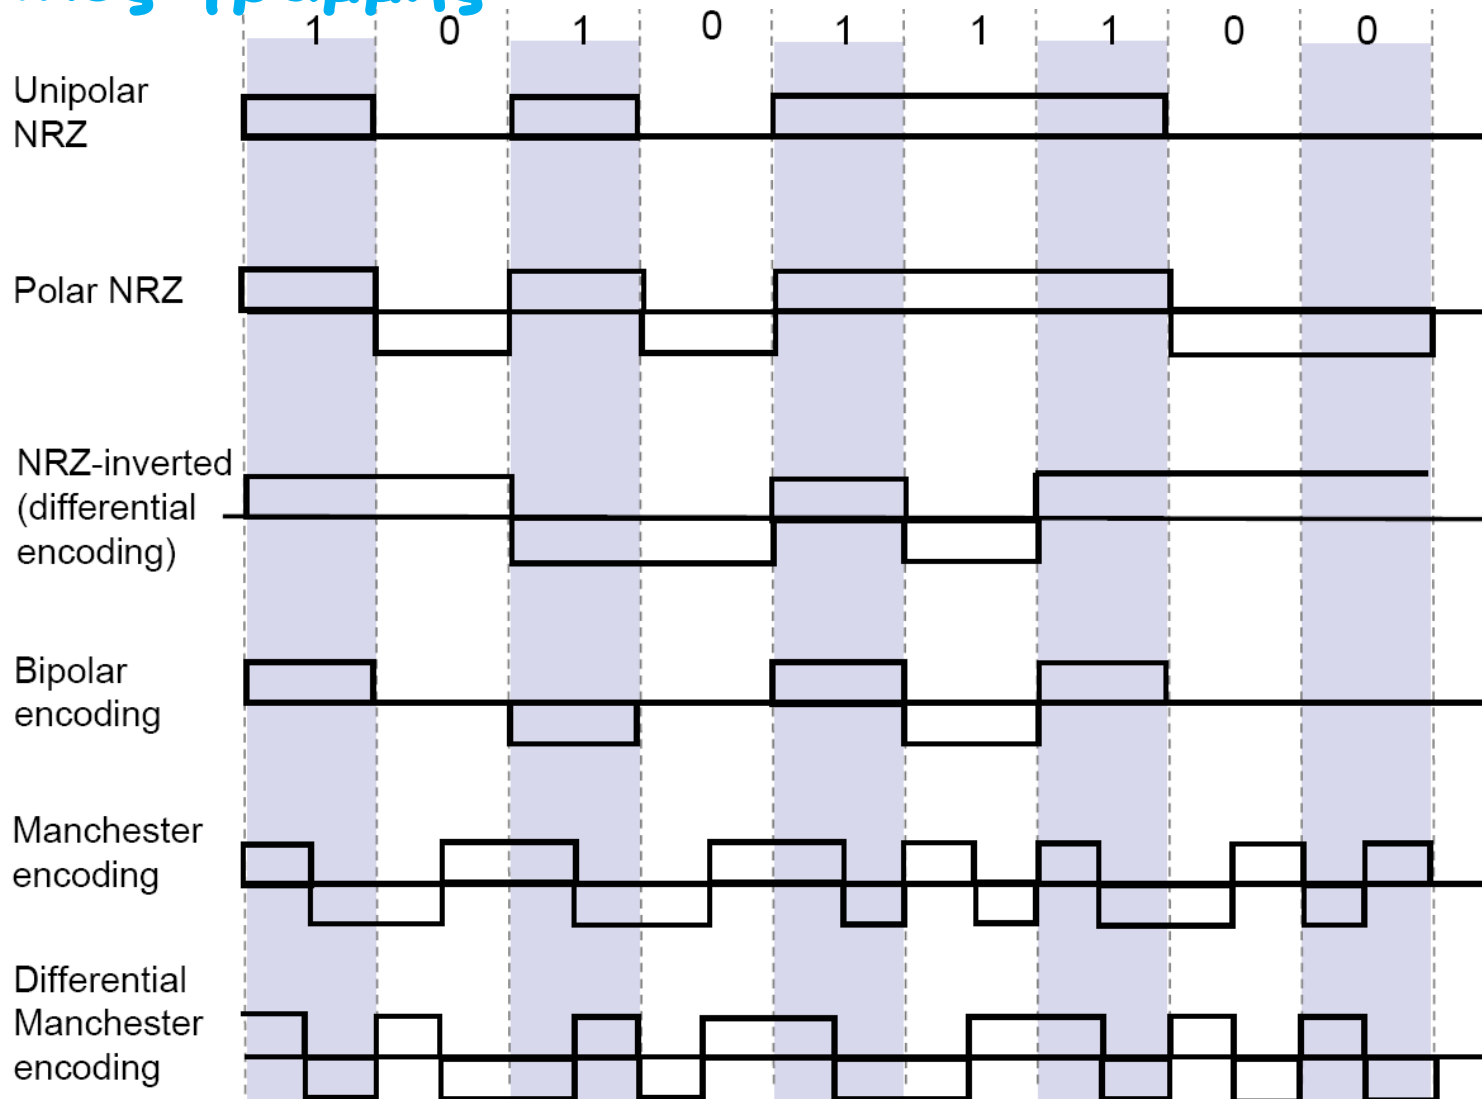 1 0 1 0 1 1 1 0 0
Unipolar
NRZ
Polar NRZ
NRZ-inverted
(differential
encoding)
Bipolar
encoding
Manchester
encoding
Differential
Manchester
encoding